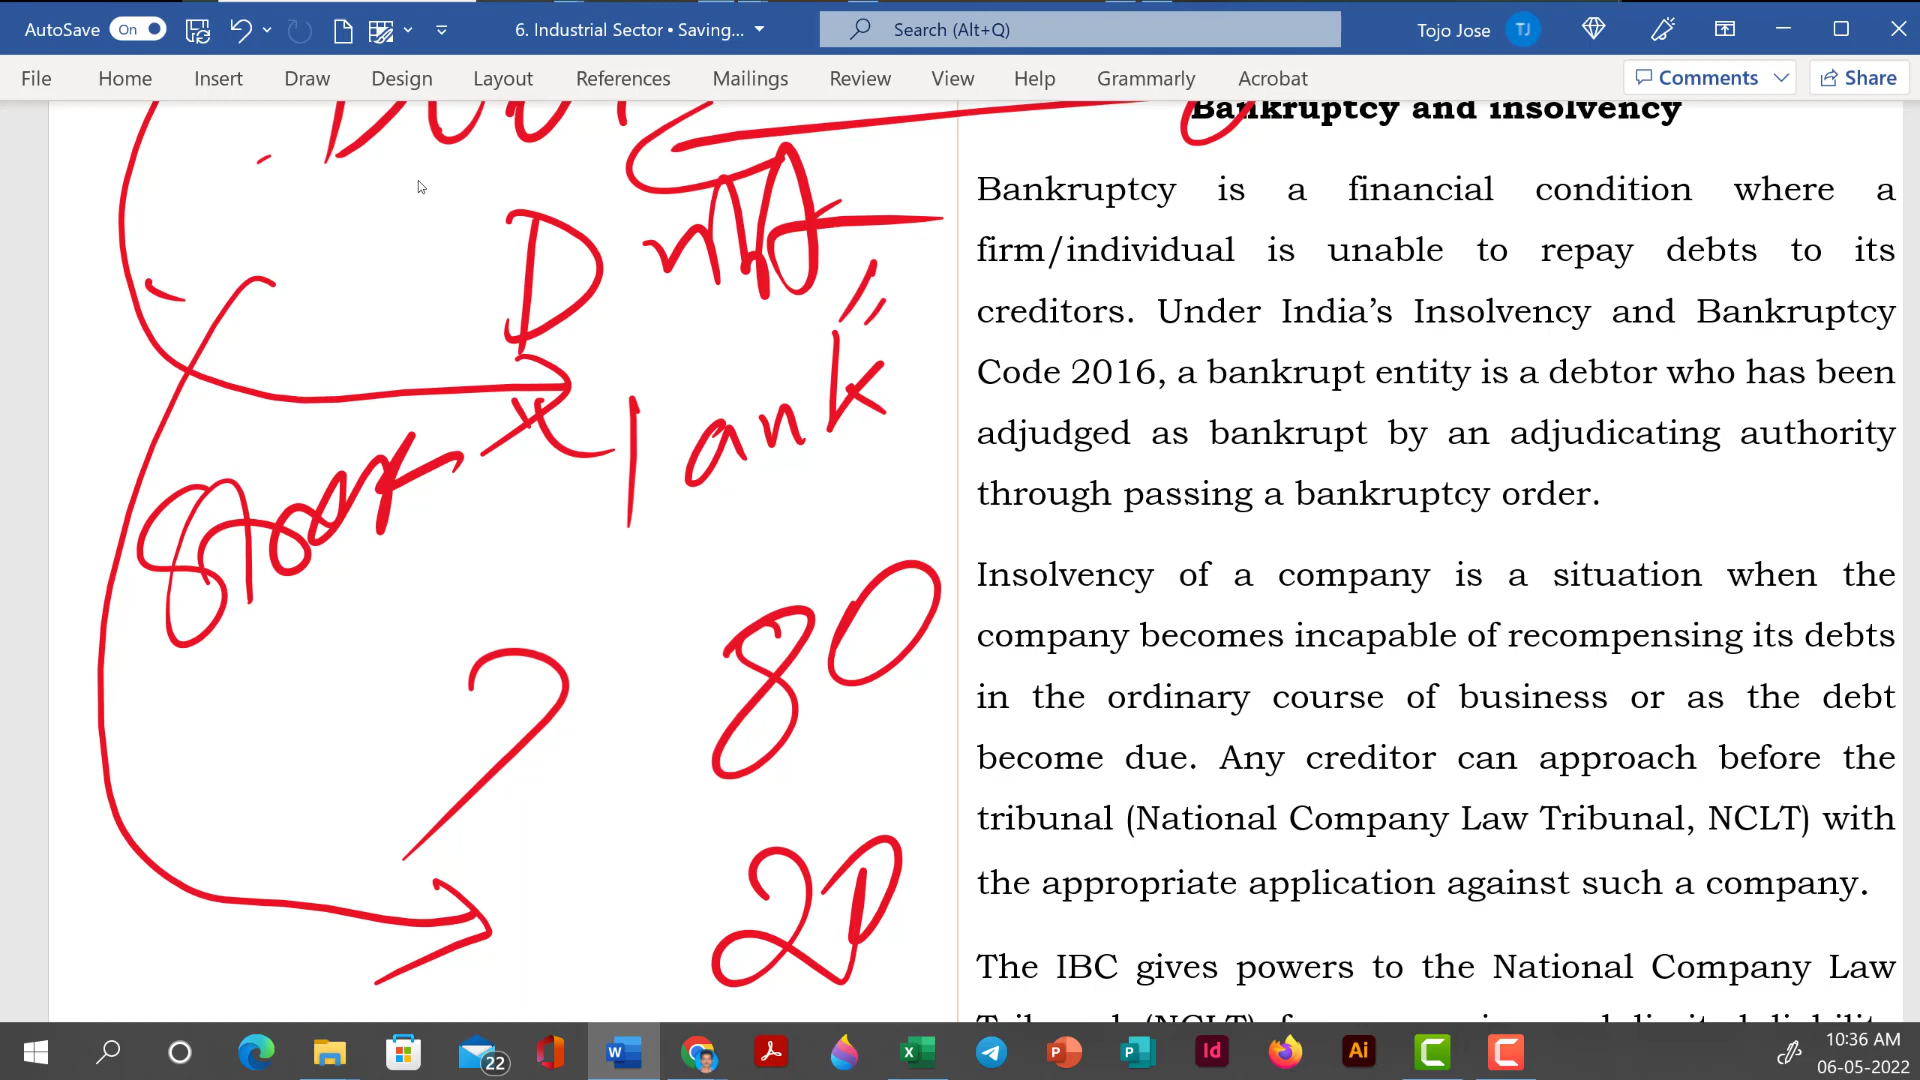 AutoSave On 6. Industrial Sector • Saving... Search (Alt+Q) Tojo Jose TJ
File Home Insert Draw Design Layout References Mailings Review View Help Grammarly Acrobat Comments Share
Bankruptcy and insolvency
Bankruptcy is a financial condition where a
firm/individual is unable to repay debts to its
creditors. Under India’s Insolvency and Bankruptcy
Code 2016, a bankrupt entity is a debtor who has been
adjudged as bankrupt by an adjudicating authority
through passing a bankruptcy order.
Insolvency of a company is a situation when the
company becomes incapable of recompensing its debts
in the ordinary course of business or as the debt
become due. Any creditor can approach before the
tribunal (National Company Law Tribunal, NCLT) with
the appropriate application against such a company.
The IBC gives powers to the National Company Law
80
20
22
10:36 AM
06-05-2022